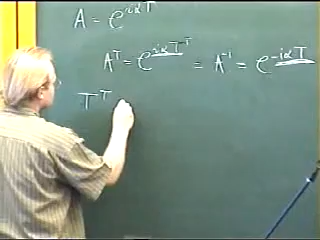 A = e^{iαT}
A^T = e^{iαT^T} = A^{-1} = e^{-iαT}
T^T